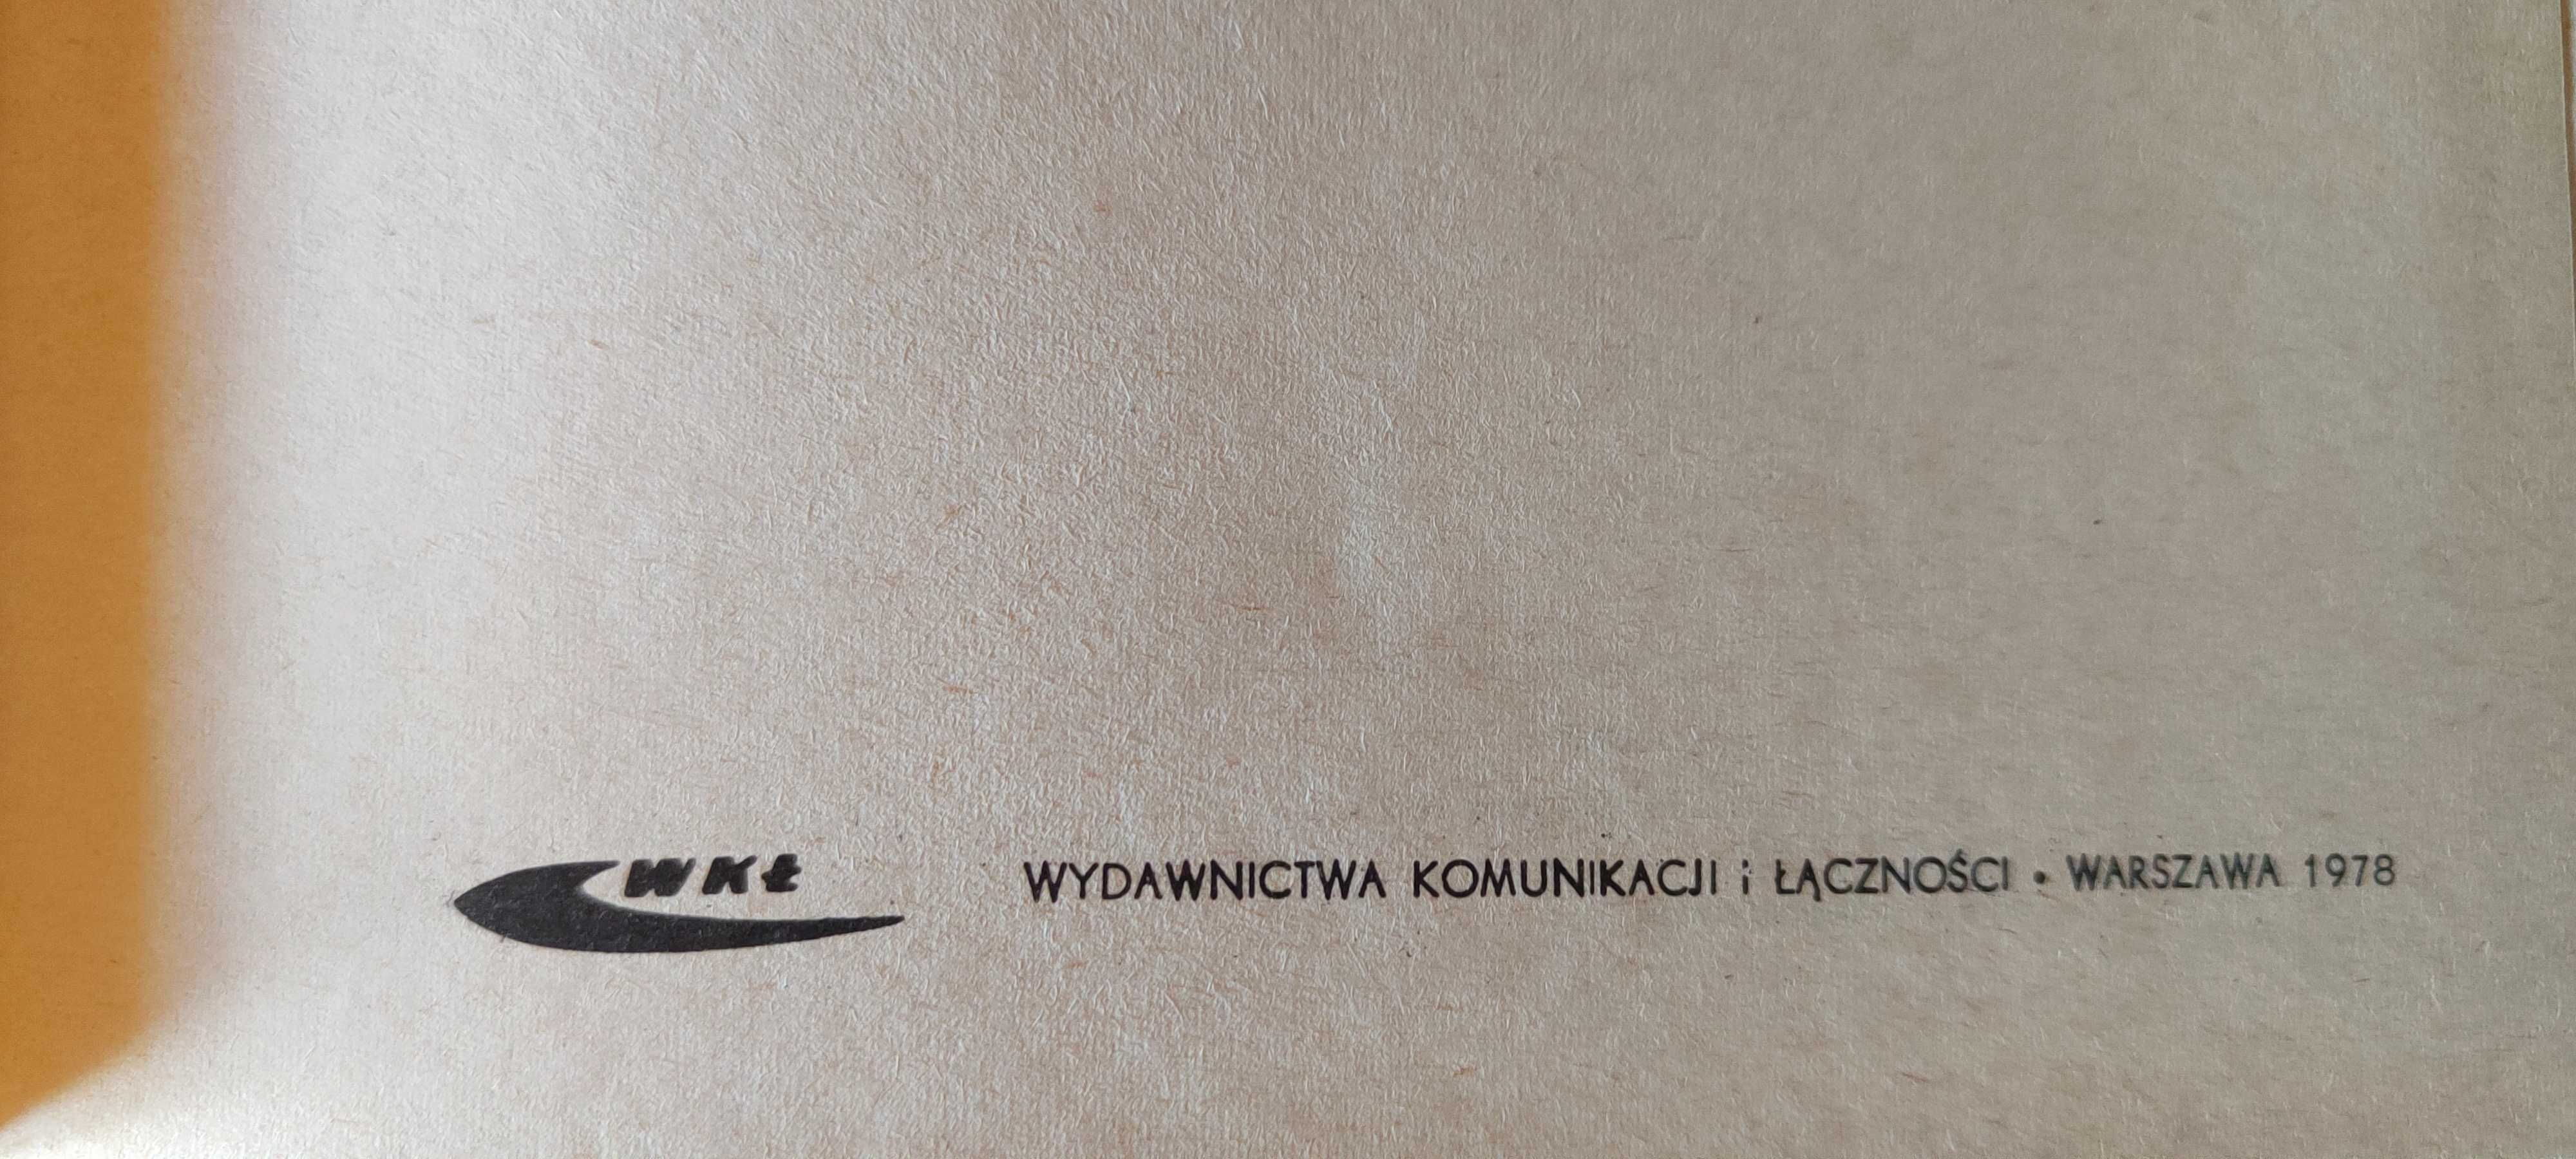 WKŁ
WYDAWNICTWA KOMUNIKACJI i ŁĄCZNOŚCI • WARSZAWA 1978